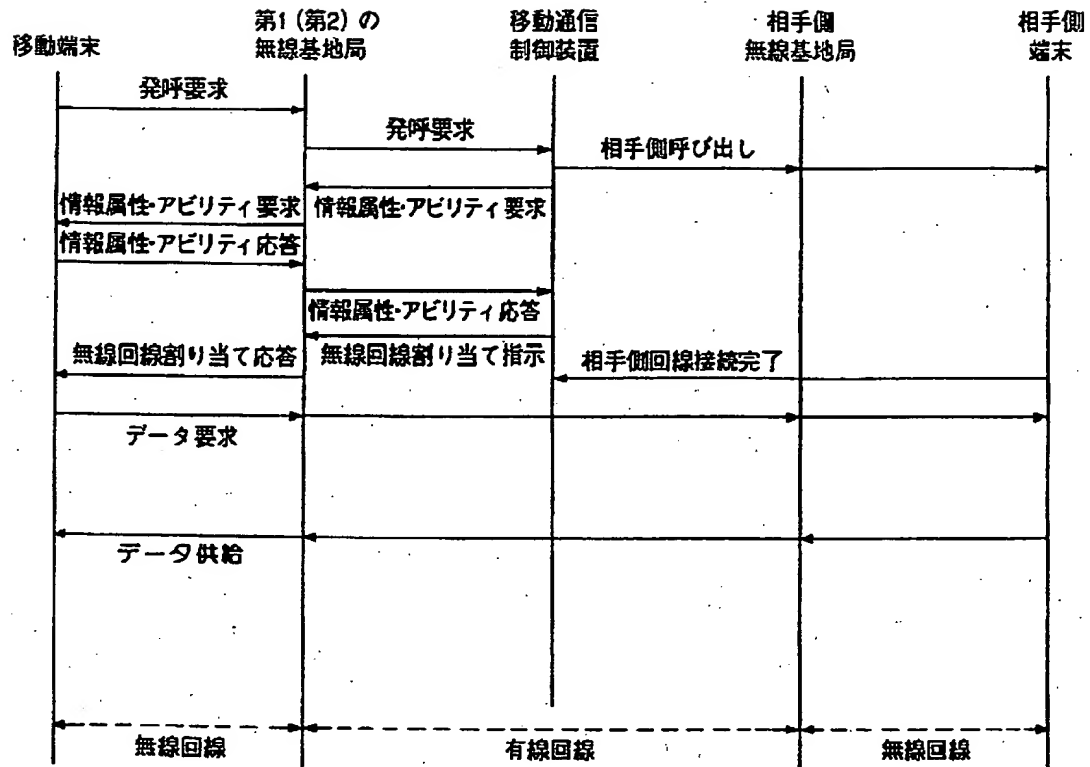 移動端末
第1(第2)の
無線基地局
移動通信
制御装置
相手側
無線基地局
相手側
端末
発呼要求
発呼要求
相手側呼び出し
情報属性・アビリティ要求
情報属性・アビリティ要求
情報属性・アビリティ応答
情報属性・アビリティ応答
無線回線割り当て応答
無線回線割り当て指示
相手側回線接続完了
データ要求
データ供給
無線回線
有線回線
無線回線